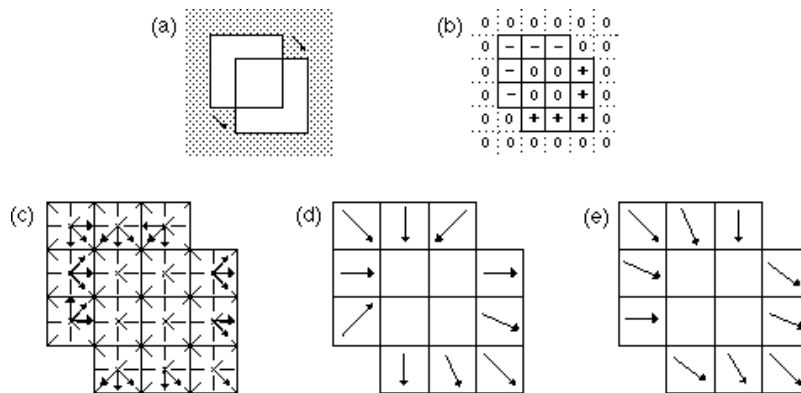 (a)
(b)
0 0 0 0 0 0
0 − − − 0 0
0 − 0 0 + 0
0 − 0 0 + 0
0 0 + + + 0
0 0 0 0 0 0
(c)
(d)
(e)